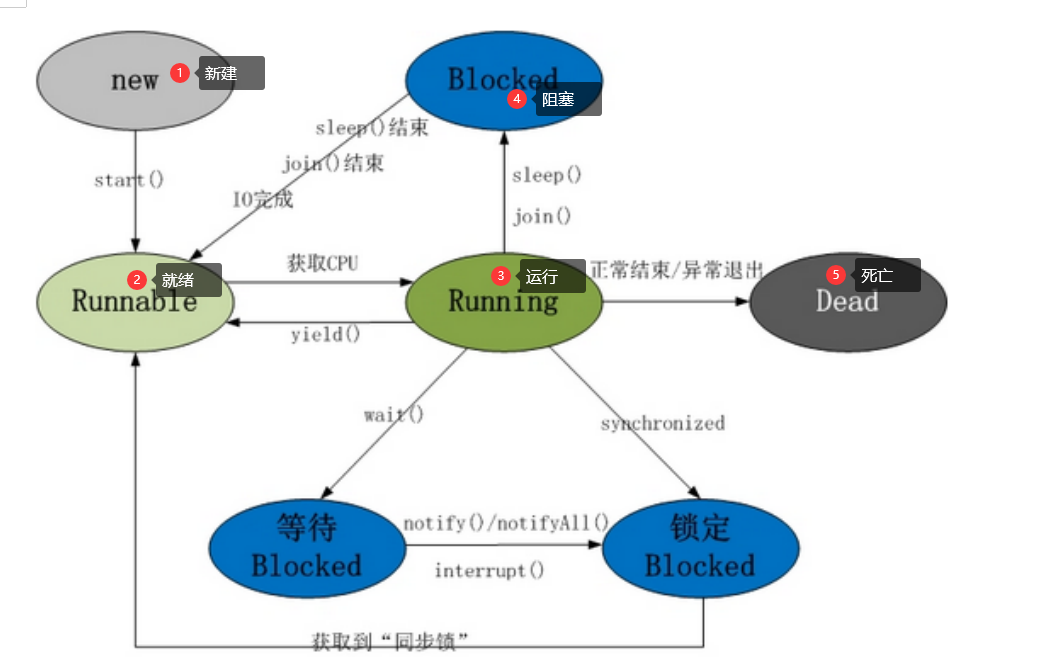 new
1 新建
Blocked
4 阻塞
sleep()结束
join()结束
IO完成
start()
sleep()
join()
获取CPU
正常结束/异常退出
2 就绪
Runnable
3 运行
Running
5 死亡
Dead
yield()
wait()
synchronized
等待
Blocked
notify()/notifyAll()
interrupt()
锁定
Blocked
获取到“同步锁”